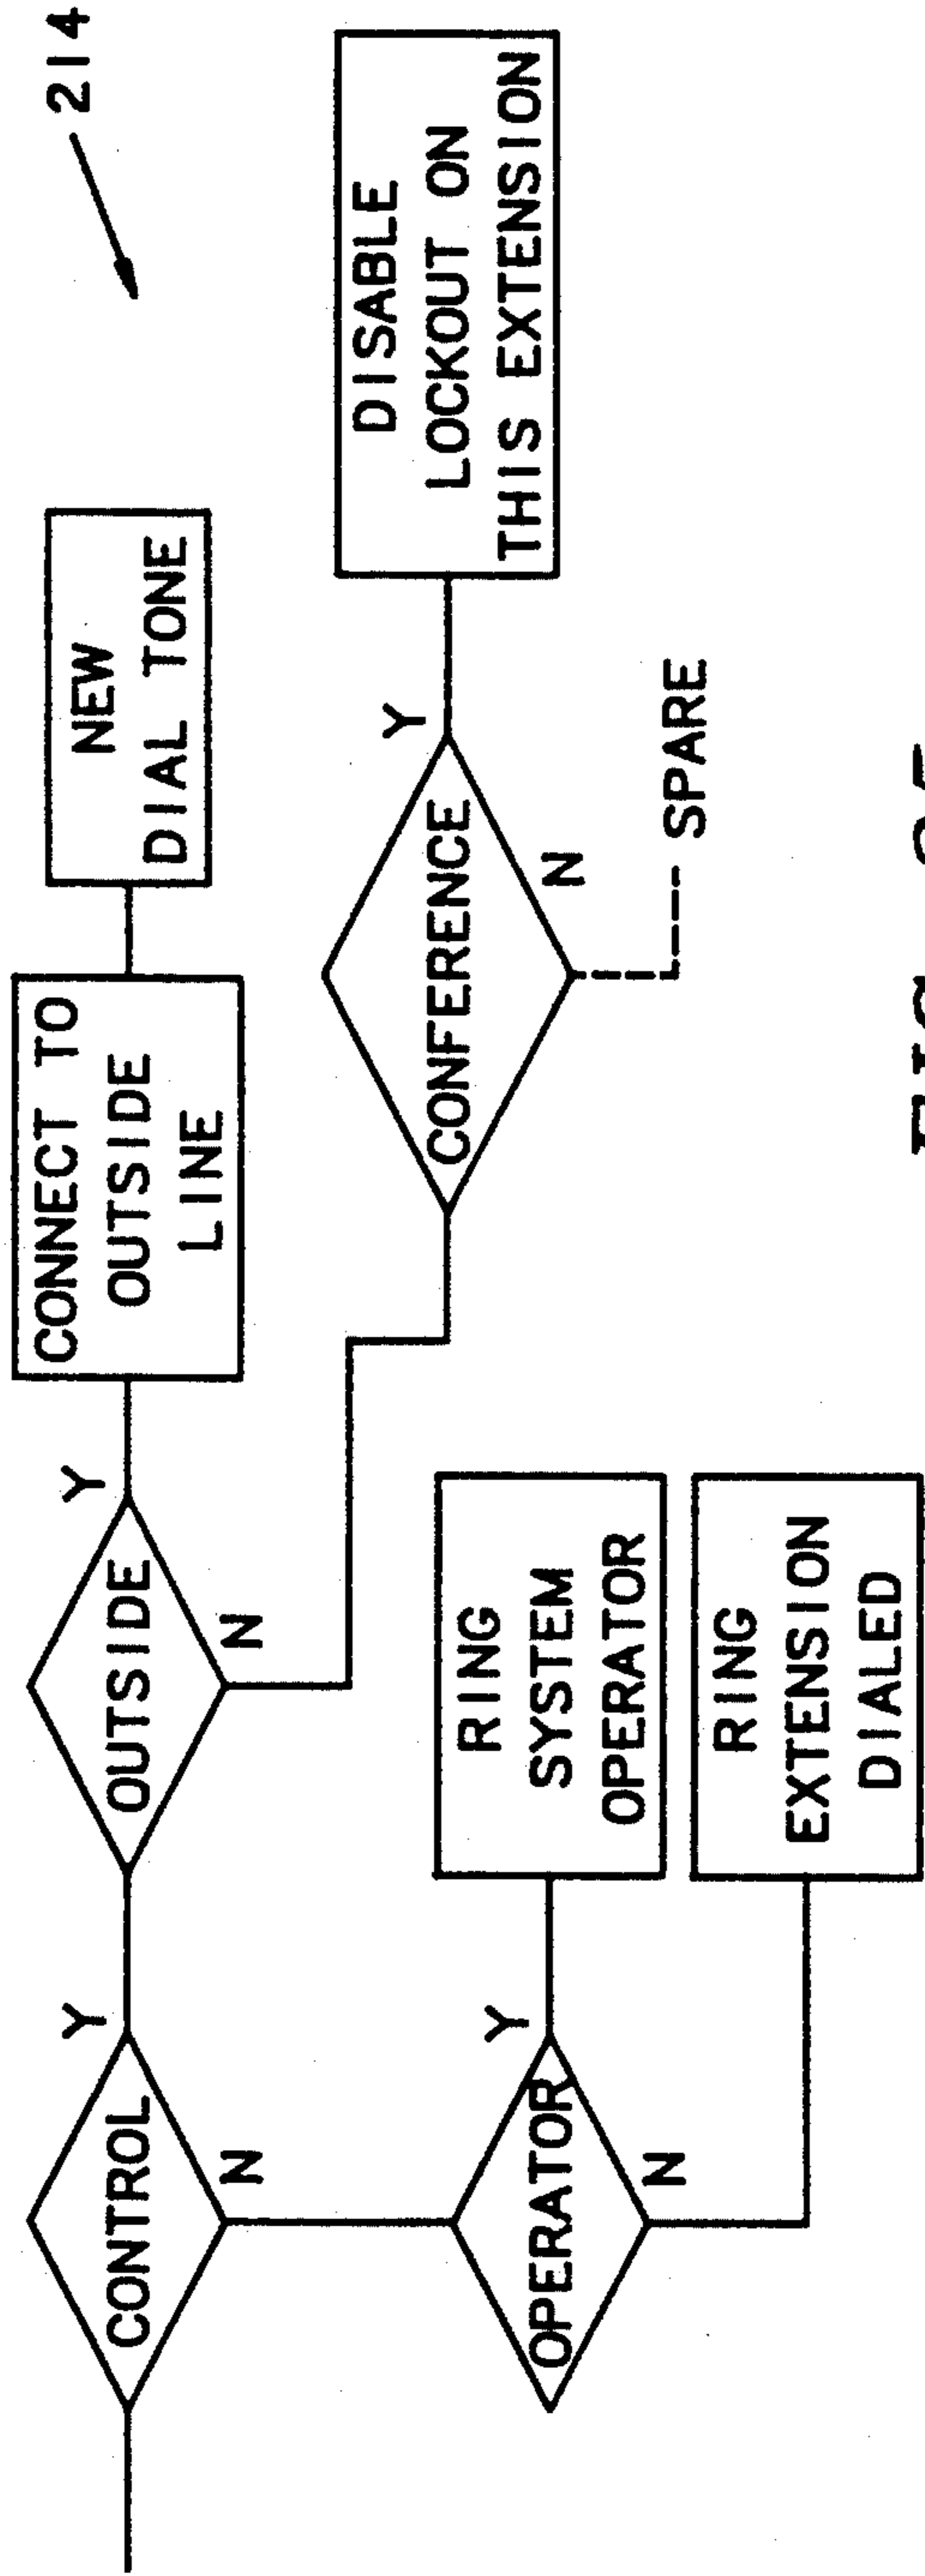 214
CONTROL
Y
N
OUTSIDE
Y
N
CONNECT TO
OUTSIDE
LINE
NEW
DIAL TONE
CONFERENCE
Y
N
SPARE
DISABLE
LOCKOUT ON
THIS EXTENSION
OPERATOR
Y
N
RING
SYSTEM
OPERATOR
RING
EXTENSION
DIALED